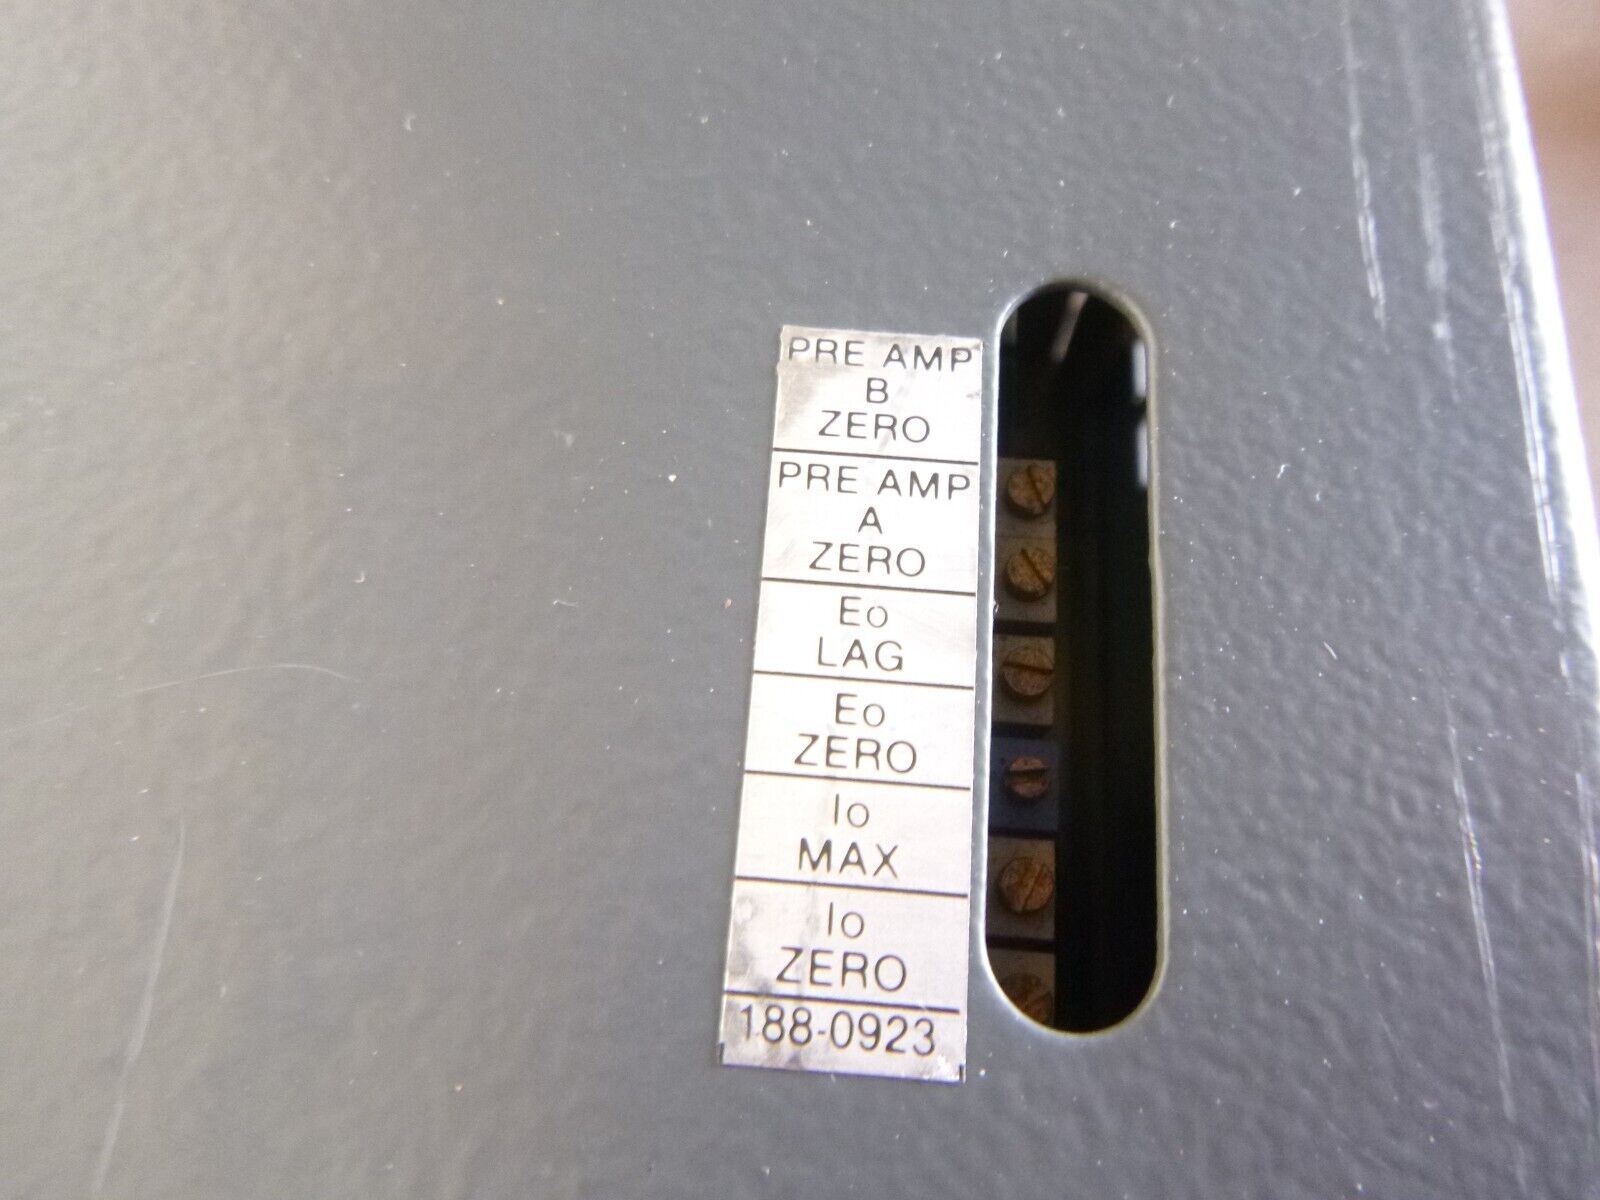 PRE AMP
B
ZERO
PRE AMP
A
ZERO
Eo
LAG
Eo
ZERO
Io
MAX
Io
ZERO
188-0923